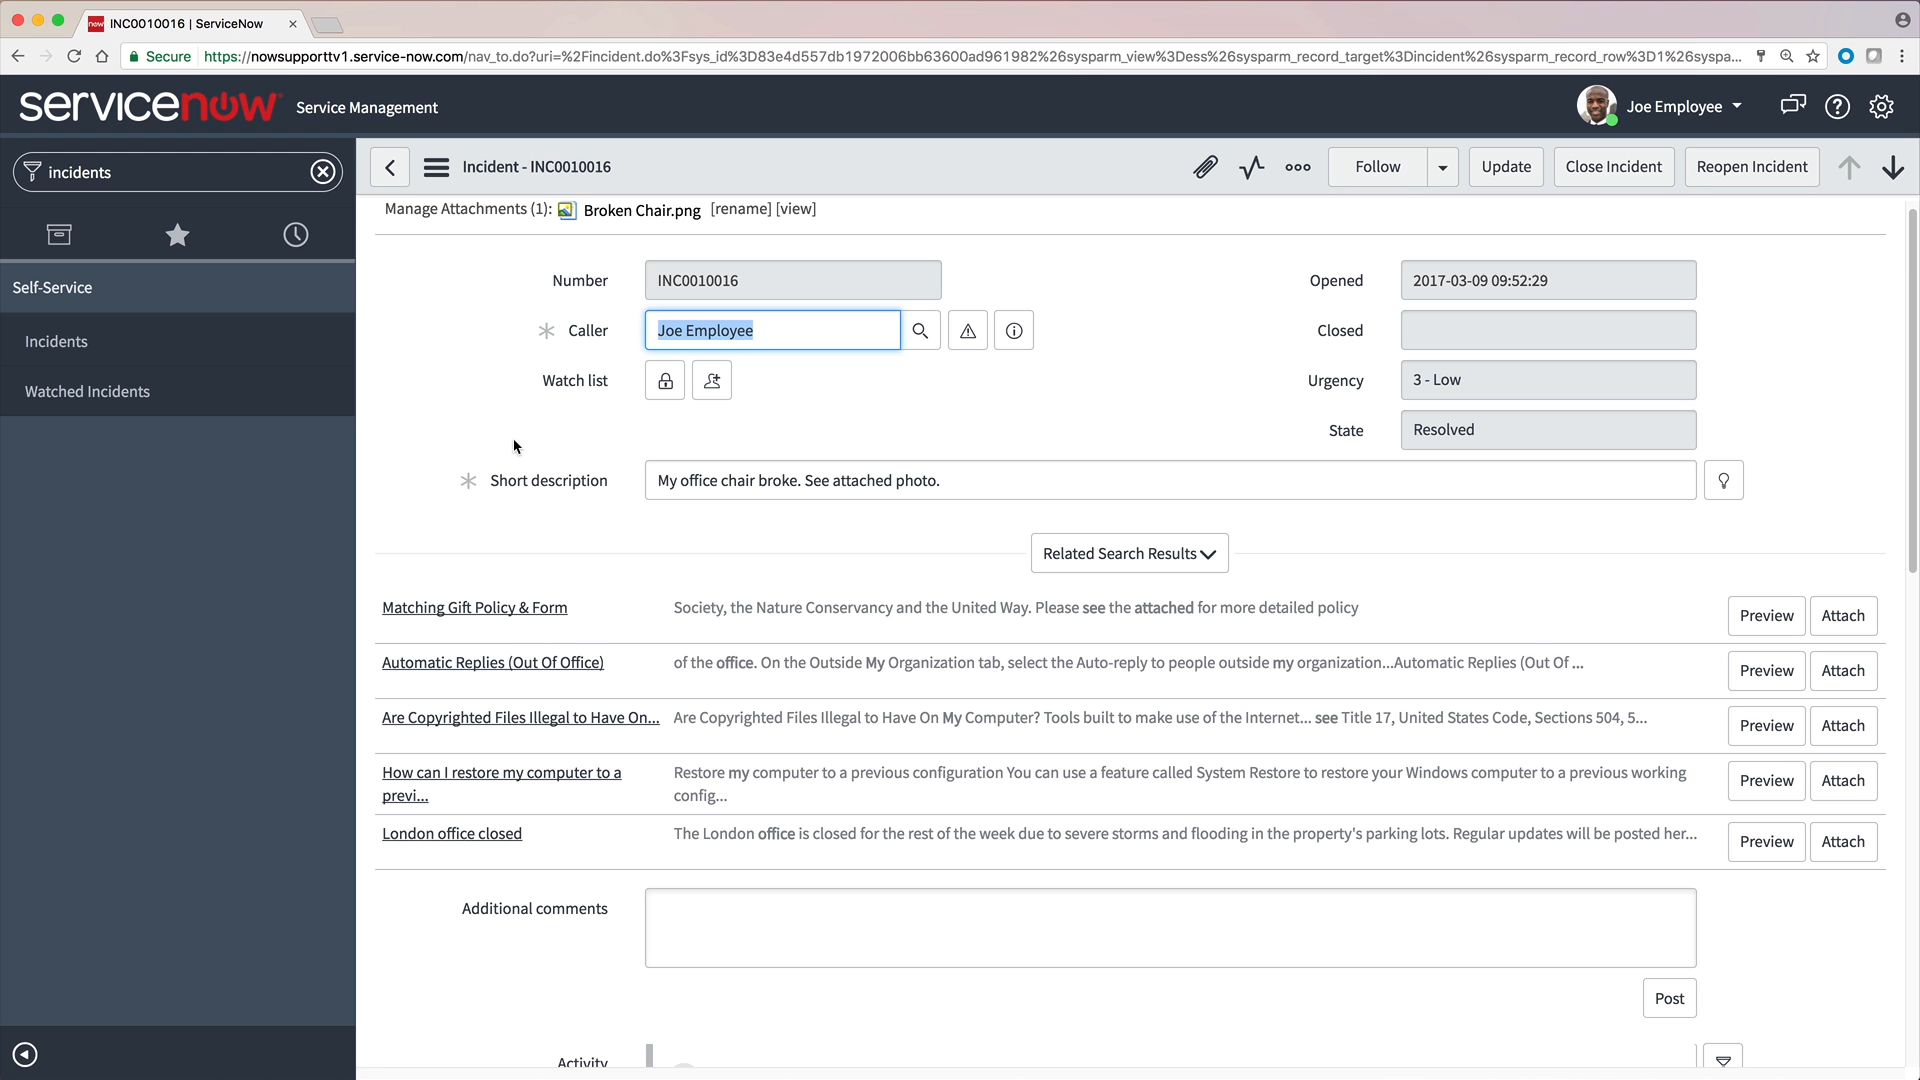 INC0010016 | ServiceNow
Secure https://nowsupporttv1.service-now.com/nav_to.do?uri=%2Fincident.do%3Fsys_id%3D83e4d557db1972006bb63600ad961982%26sysparm_view%3Dess%26sysparm_record_target%3Dincident%26sysparm_record_row%3D1%26syspa...
servicenow Service Management
Joe Employee
incidents
Self-Service
Incidents
Watched Incidents
Incident - INC0010016
Follow
Update
Close Incident
Reopen Incident
Manage Attachments (1): Broken Chair.png [rename] [view]
Number INC0010016
Opened 2017-03-09 09:52:29
Caller Joe Employee
Closed
Watch list
Urgency 3 - Low
State Resolved
Short description My office chair broke. See attached photo.
Related Search Results
Matching Gift Policy & Form Society, the Nature Conservancy and the United Way. Please see the attached for more detailed policy Preview Attach
Automatic Replies (Out Of Office) of the office. On the Outside My Organization tab, select the Auto-reply to people outside my organization...Automatic Replies (Out Of ... Preview Attach
Are Copyrighted Files Illegal to Have On... Are Copyrighted Files Illegal to Have On My Computer? Tools built to make use of the Internet... see Title 17, United States Code, Sections 504, 5... Preview Attach
How can I restore my computer to a
previ...
Restore my computer to a previous configuration You can use a feature called System Restore to restore your Windows computer to a previous working
config...
Preview Attach
London office closed The London office is closed for the rest of the week due to severe storms and flooding in the property's parking lots. Regular updates will be posted her... Preview Attach
Additional comments
Post
Activity